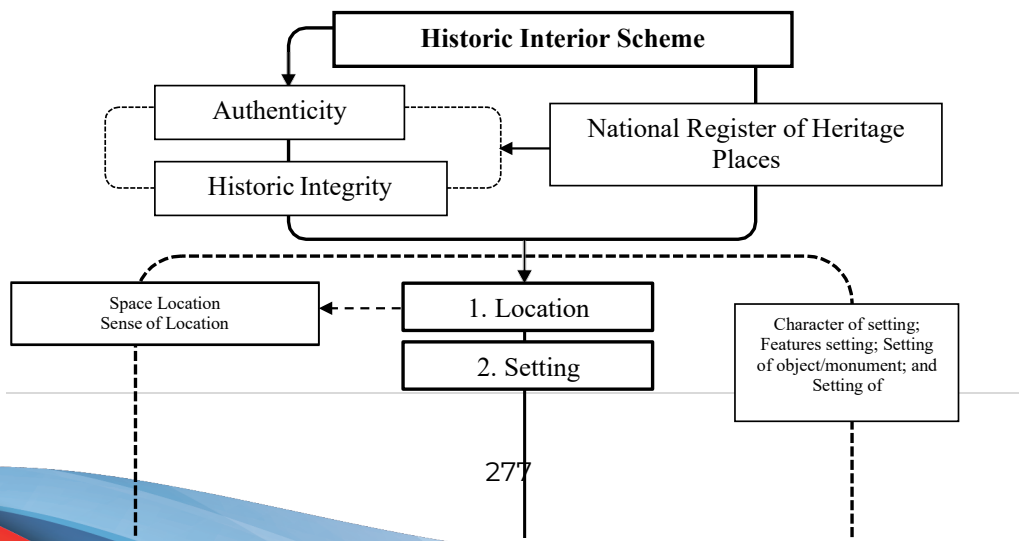 Historic Interior Scheme
Authenticity
National Register of Heritage
Places
Historic Integrity
Space Location
Sense of Location
1. Location
2. Setting
Character of setting;
Features setting; Setting
of object/monument; and
Setting of
277